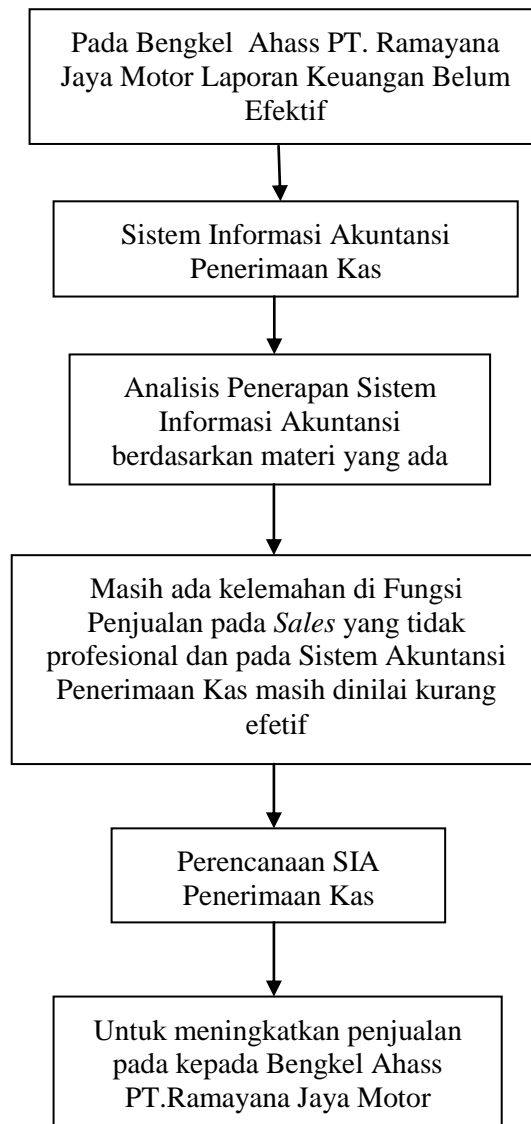 Pada Bengkel Ahass PT. Ramayana
Jaya Motor Laporan Keuangan Belum
Efektif
Sistem Informasi Akuntansi
Penerimaan Kas
Analisis Penerapan Sistem
Informasi Akuntansi
berdasarkan materi yang ada
Masih ada kelemahan di Fungsi
Penjualan pada Sales yang tidak
profesional dan pada Sistem Akuntansi
Penerimaan Kas masih dinilai kurang
efetif
Perencanaan SIA
Penerimaan Kas
Untuk meningkatkan penjualan
pada kepada Bengkel Ahass
PT.Ramayana Jaya Motor